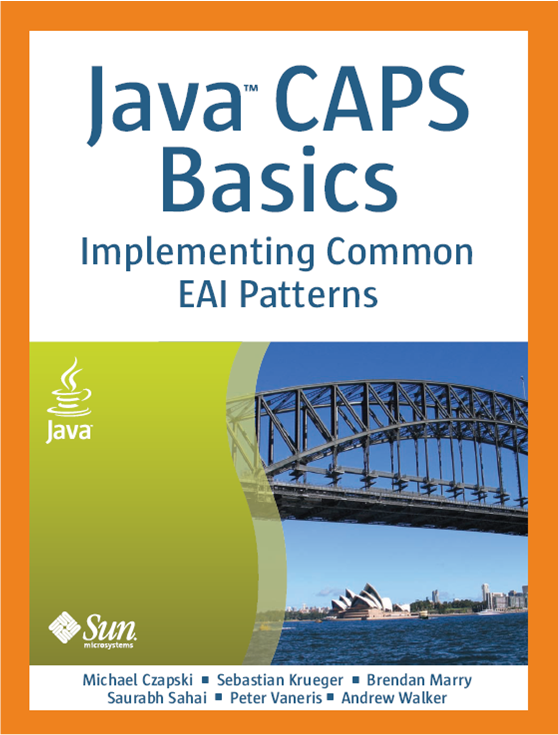 Java™ CAPS
Basics
Implementing Common
EAI Patterns
Java™
Sun.
microsystems
Michael Czapski ■ Sebastian Krueger ■ Brendan Marry
Saurabh Sahai ■ Peter Vaneris ■ Andrew Walker